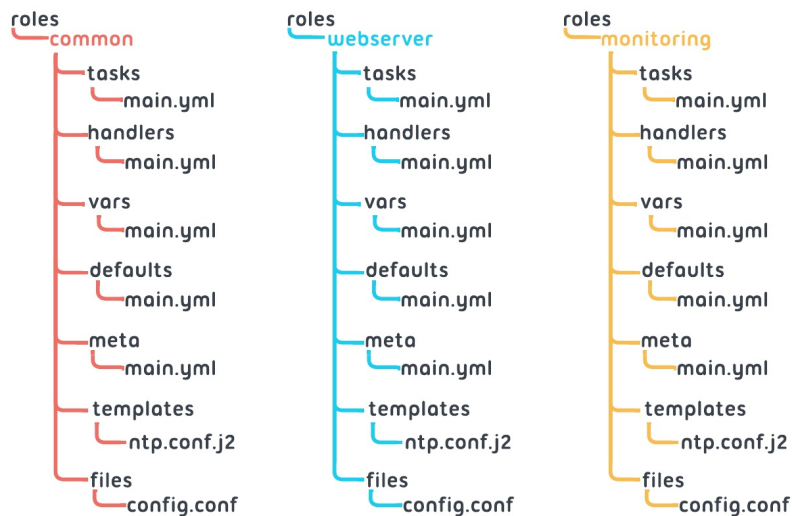 roles
common
tasks
main.yml
handlers
main.yml
vars
main.yml
defaults
main.yml
meta
main.yml
templates
ntp.conf.j2
files
config.conf
roles
webserver
tasks
main.yml
handlers
main.yml
vars
main.yml
defaults
main.yml
meta
main.yml
templates
ntp.conf.j2
files
config.conf
roles
monitoring
tasks
main.yml
handlers
main.yml
vars
main.yml
defaults
main.yml
meta
main.yml
templates
ntp.conf.j2
files
config.conf